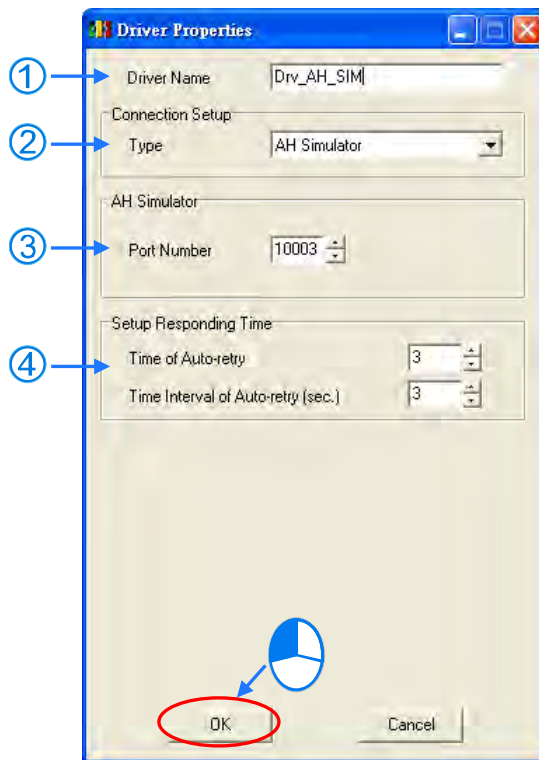 Driver Properties
① Driver Name Drv_AH_SIM
Connection Setup
② Type AH Simulator
AH Simulator
③ Port Number 10003
Setup Responding Time
④ Time of Auto-retry 3
Time Interval of Auto-retry (sec.) 3
OK Cancel